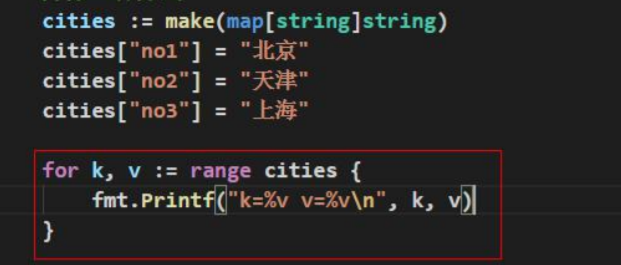 cities := make(map[string]string)
cities["no1"] = "北京"
cities["no2"] = "天津"
cities["no3"] = "上海"
for k, v := range cities {
fmt.Printf("k=%v v=%v\n", k, v)
}